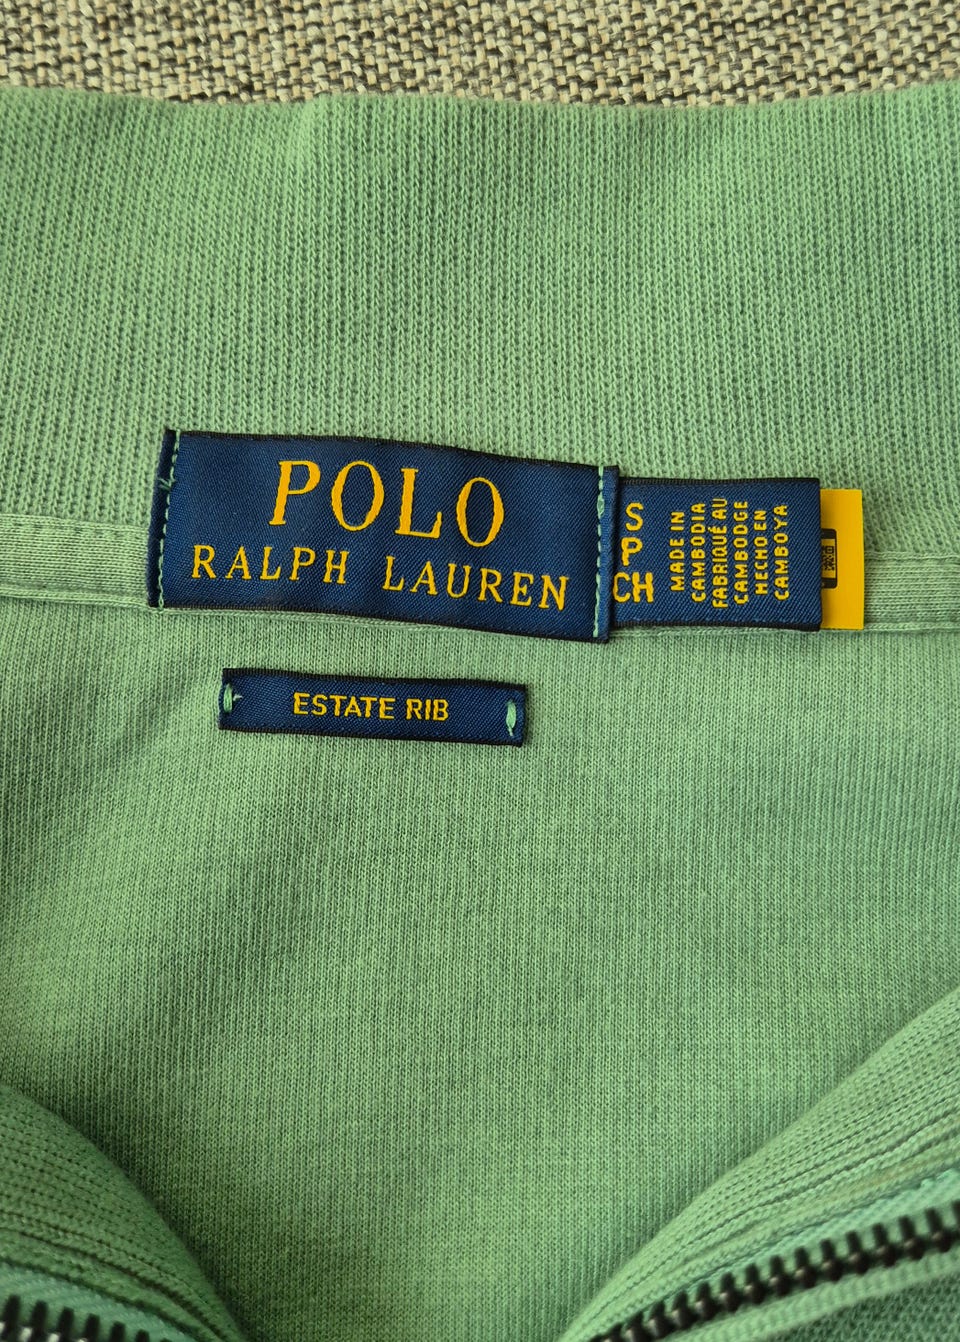 POLO
RALPH LAUREN
S
P
CH
MADE IN
CAMBODIA
FABRIQUÉ AU
CAMBODGE
HECHO EN
CAMBOYA
ESTATE RIB